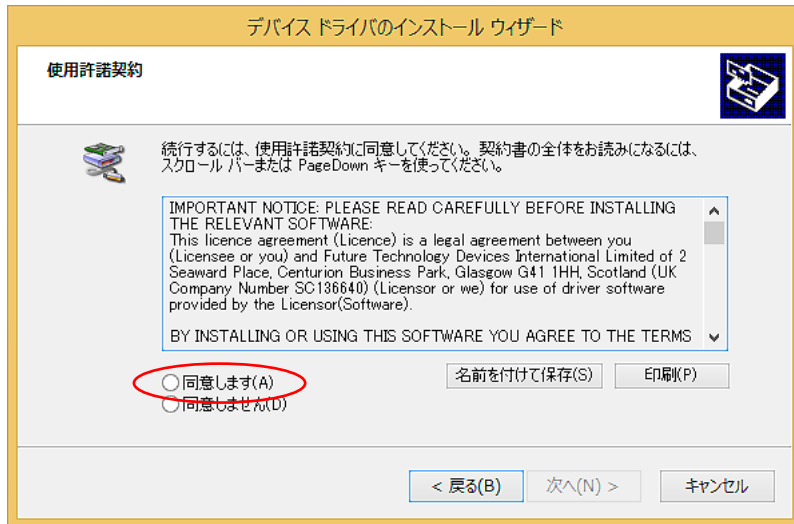 デバイス ドライバのインストール ウィザード
使用許諾契約
続行するには、使用許諾契約に同意してください。契約書の全体をお読みになるには、
スクロール バーまたは PageDown キーを使ってください。
IMPORTANT NOTICE: PLEASE READ CAREFULLY BEFORE INSTALLING
THE RELEVANT SOFTWARE:
This licence agreement (Licence) is a legal agreement between you
(Licensee or you) and Future Technology Devices International Limited of 2
Seaward Place, Centurion Business Park, Glasgow G41 1HH, Scotland (UK
Company Number SC136640) (Licensor or we) for use of driver software
provided by the Licensor(Software).
BY INSTALLING OR USING THIS SOFTWARE YOU AGREE TO THE TERMS
同意します(A)
同意しません(D)
名前を付けて保存(S)
印刷(P)
< 戻る(B)
次へ(N) >
キャンセル